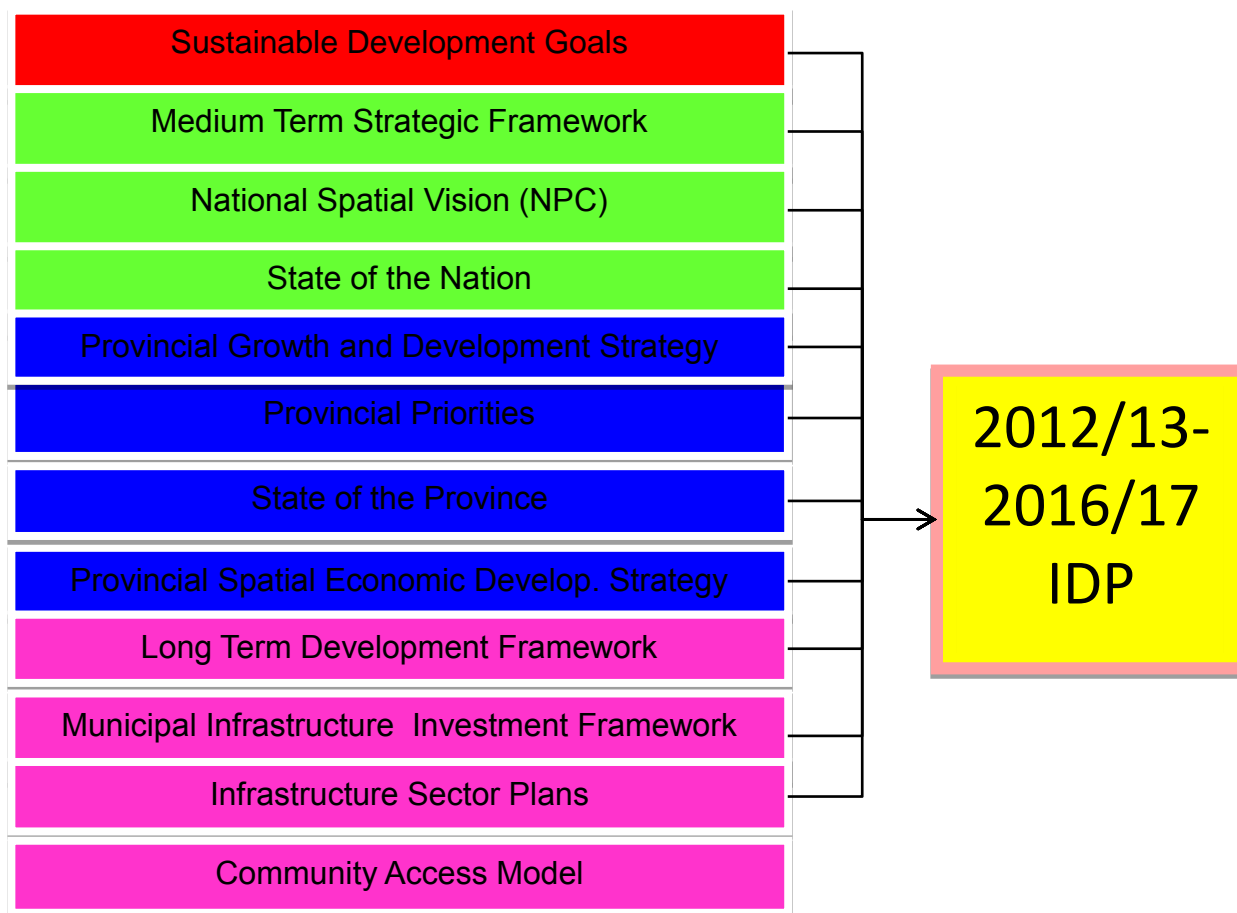 Sustainable Development Goals
Medium Term Strategic Framework
National Spatial Vision (NPC)
State of the Nation
Provincial Growth and Development Strategy
Provincial Priorities
State of the Province
Provincial Spatial Economic Develop. Strategy
Long Term Development Framework
Municipal Infrastructure  Investment Framework
Infrastructure Sector Plans
Community Access Model
2012/13-
2016/17
IDP